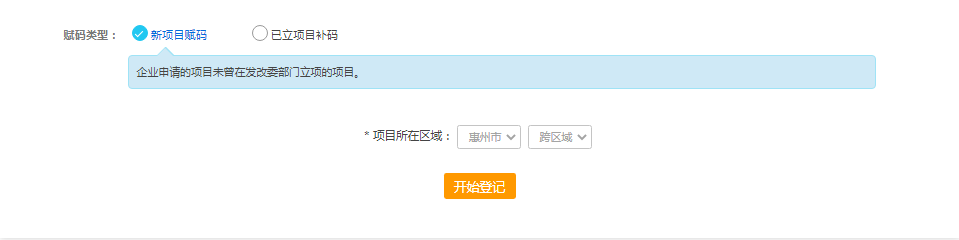 赋码类型： 新项目赋码 已立项目补码
企业申请的项目未曾在发改委部门立项的项目。
* 项目所在区域： 惠州市 跨区域
开始登记